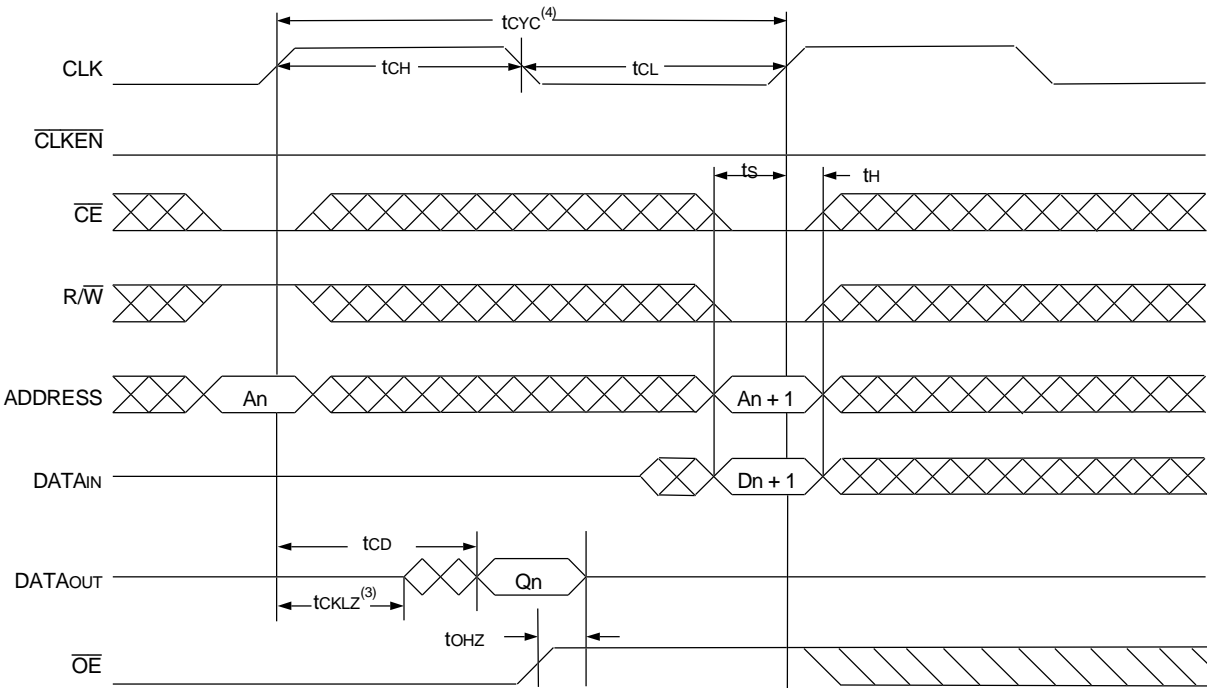 tCYC(4)
CLK
tCH
tCL
CLKEN
tS
tH
CE
R/W
ADDRESS
An
An + 1
DATAIN
Dn + 1
tCD
DATAOUT
Qn
tCKLZ(3)
tOHZ
OE